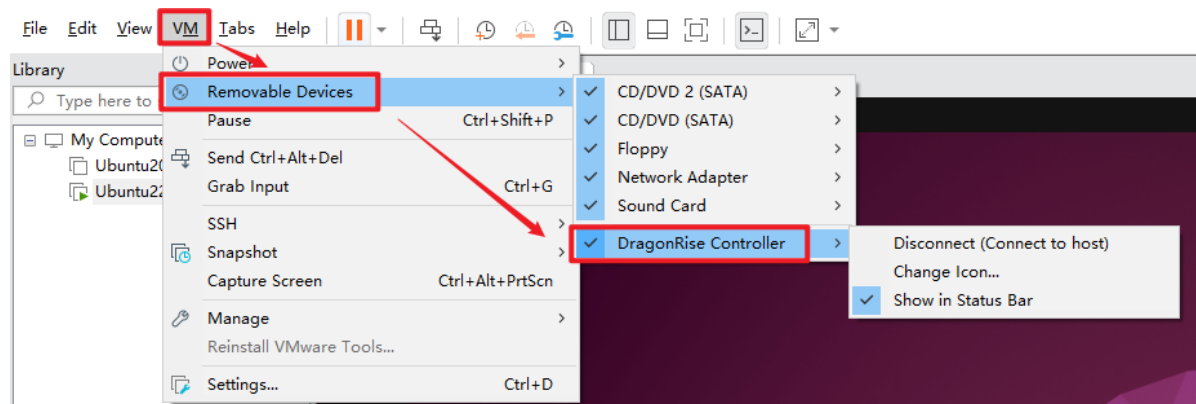 File Edit View VM Tabs Help
Library
Type here to
My Compute
Ubuntu20
Ubuntu22
Power
Removable Devices
Pause Ctrl+Shift+P
Send Ctrl+Alt+Del
Grab Input Ctrl+G
SSH
Snapshot
Capture Screen Ctrl+Alt+PrtScn
Manage
Reinstall VMware Tools...
Settings... Ctrl+D
CD/DVD 2 (SATA)
CD/DVD (SATA)
Floppy
Network Adapter
Sound Card
DragonRise Controller
Disconnect (Connect to host)
Change Icon...
Show in Status Bar